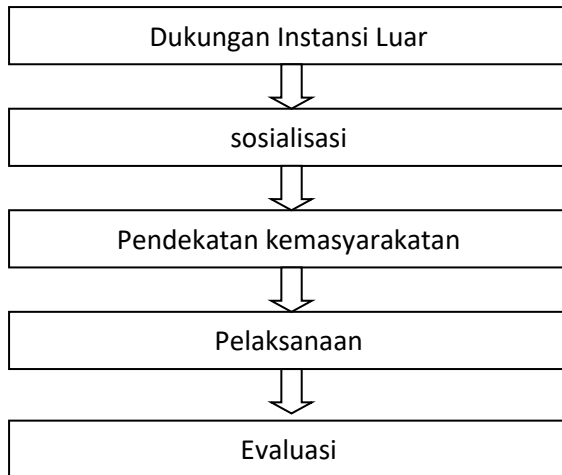 Dukungan Instansi Luar
sosialisasi
Pendekatan kemasyarakatan
Pelaksanaan
Evaluasi